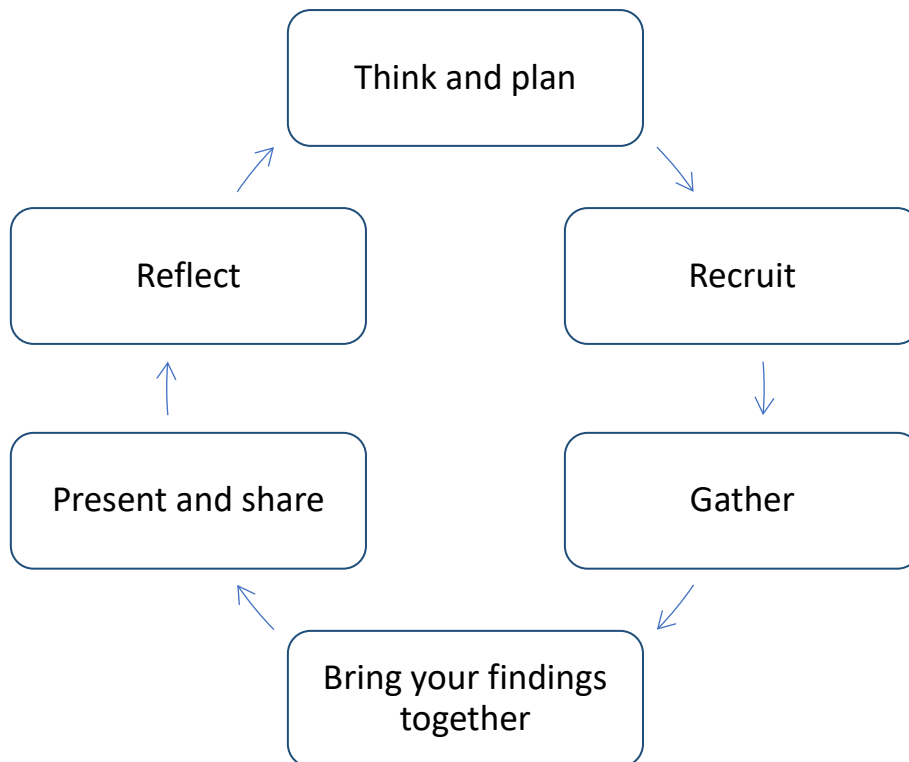 Think and plan
Reflect
Recruit
Present and share
Gather
Bring your findings
together